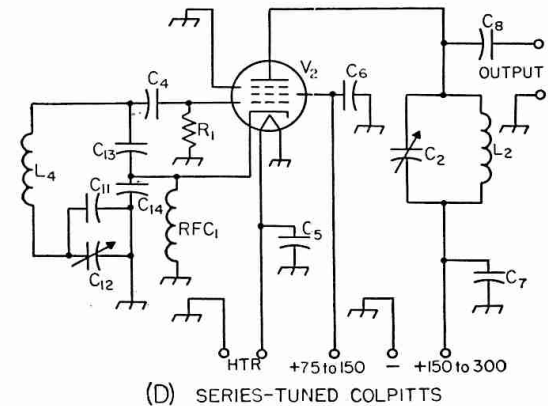 C8
V2
OUTPUT
C4
C6
R1
L4
C13
C2
L2
C11
C14
RFC1
C5
C12
C7
HTR
+75 to 150
−
+150 to 300
(D) SERIES-TUNED COLPITTS